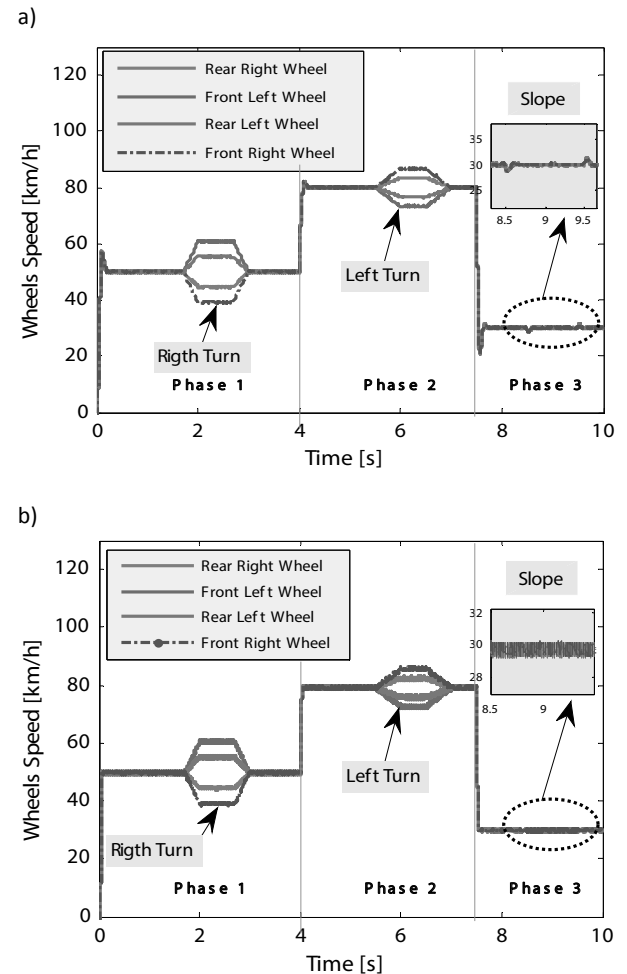 a)
Wheels Speed [km/h]
130
100
80
60
40
20
0
Rear Right Wheel
Front Left Wheel
Rear Left Wheel
Front Right Wheel
Slope
35
30
25
8.5 9 9.5
Left Turn
Rigth Turn
Phase 1 Phase 2 Phase 3
0 2 4 6 8 10
Time [s]
b)
Wheels Speed [km/h]
130
100
80
60
40
20
0
Rear Right Wheel
Front Left Wheel
Rear Left Wheel
Front Right Wheel
Slope
32
30
28
8.5 9
Left Turn
Rigth Turn
Phase 1 Phase 2 Phase 3
0 2 4 6 8 10
Time [s]